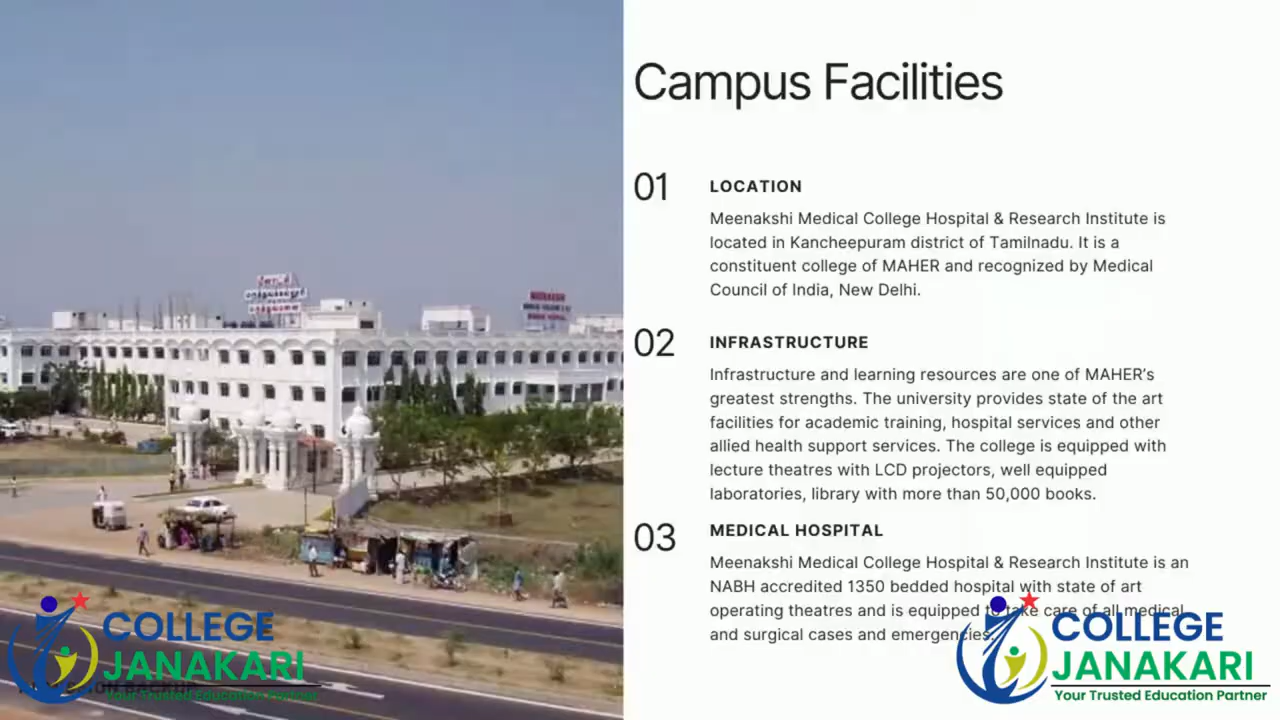 Campus Facilities
01
LOCATION
Meenakshi Medical College Hospital & Research Institute is
located in Kancheepuram district of Tamilnadu. It is a
constituent college of MAHER and recognized by Medical
Council of India, New Delhi.
02
INFRASTRUCTURE
Infrastructure and learning resources are one of MAHER's
greatest strengths. The university provides state of the art
facilities for academic training, hospital services and other
allied health support services. The college is equipped with
lecture theatres with LCD projectors, well equipped
laboratories, library with more than 50,000 books.
03
MEDICAL HOSPITAL
Meenakshi Medical College Hospital & Research Institute is an
NABH accredited 1350 bedded hospital with state of art
operating theatres and is equipped to take care of all medical
and surgical cases and emergencies.
COLLEGE
JANAKARI
Your Trusted Education Partner
COLLEGE
JANAKARI
Your Trusted Education Partner